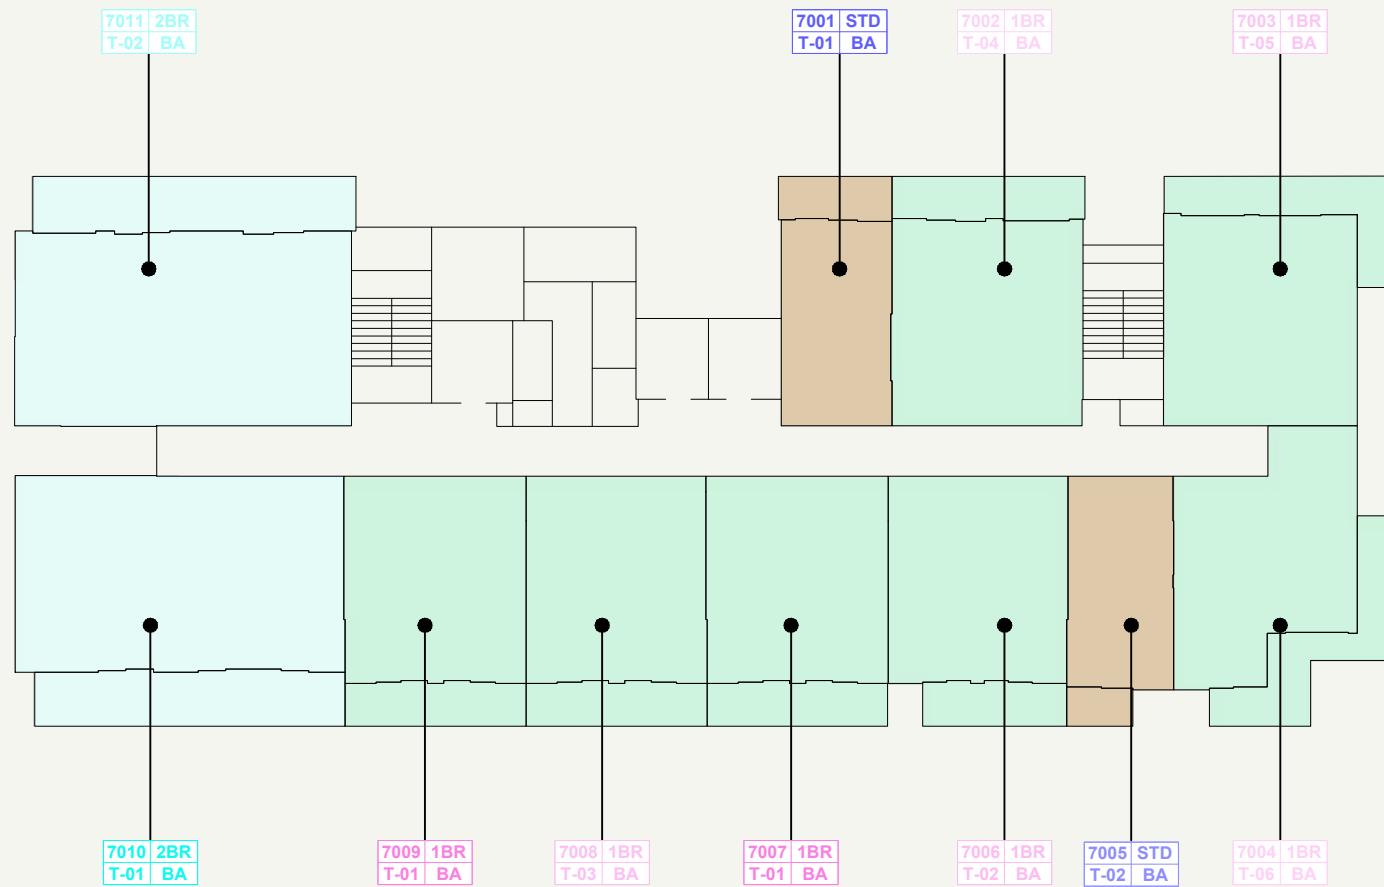 7011 2BR
T-02 BA
7001 STD
T-01 BA
7002 1BR
T-04 BA
7003 1BR
T-05 BA
7010 2BR
T-01 BA
7009 1BR
T-01 BA
7008 1BR
T-03 BA
7007 1BR
T-01 BA
7006 1BR
T-02 BA
7005 STD
T-02 BA
7004 1BR
T-06 BA